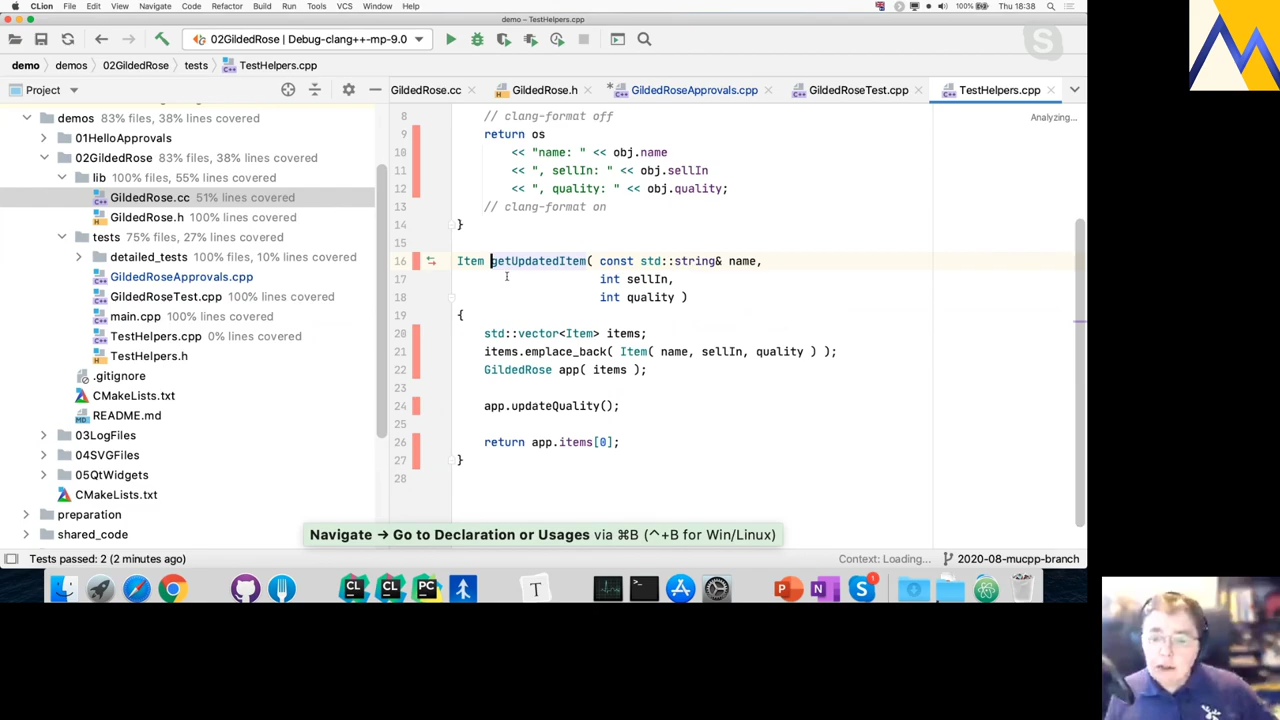 CLion File Edit View Navigate Code Refactor Build Run Tools VCS Window Help 100% Thu 18:38
demo – TestHelpers.cpp
02GildedRose | Debug-clang++-mp-9.0
demo demos 02GildedRose tests TestHelpers.cpp
Project
GildedRose.cc GildedRose.h * GildedRoseApprovals.cpp GildedRoseTest.cpp TestHelpers.cpp
demos 83% files, 38% lines covered
01HelloApprovals
02GildedRose 83% files, 38% lines covered
lib 100% files, 55% lines covered
GildedRose.cc 51% lines covered
GildedRose.h 100% lines covered
tests 75% files, 27% lines covered
detailed_tests 100% files, 10% lines covered
GildedRoseApprovals.cpp
GildedRoseTest.cpp 100% lines covered
main.cpp 100% lines covered
TestHelpers.cpp 0% lines covered
TestHelpers.h
.gitignore
CMakeLists.txt
README.md
03LogFiles
04SVGFiles
05QtWidgets
CMakeLists.txt
preparation
shared_code
Analyzing...
8 // clang-format off
9 return os
10 << "name: " << obj.name
11 << ", sellIn: " << obj.sellIn
12 << ", quality: " << obj.quality;
13 // clang-format on
14 }
15
16 Item getUpdatedItem( const std::string& name,
17 int sellIn,
18 int quality )
19 {
20 std::vector<Item> items;
21 items.emplace_back( Item( name, sellIn, quality ) );
22 GildedRose app( items );
23
24 app.updateQuality();
25
26 return app.items[0];
27 }
28
Navigate → Go to Declaration or Usages via ⌘B (^+B for Win/Linux)
Tests passed: 2 (2 minutes ago) Context: Loading... 2020-08-mucpp-branch